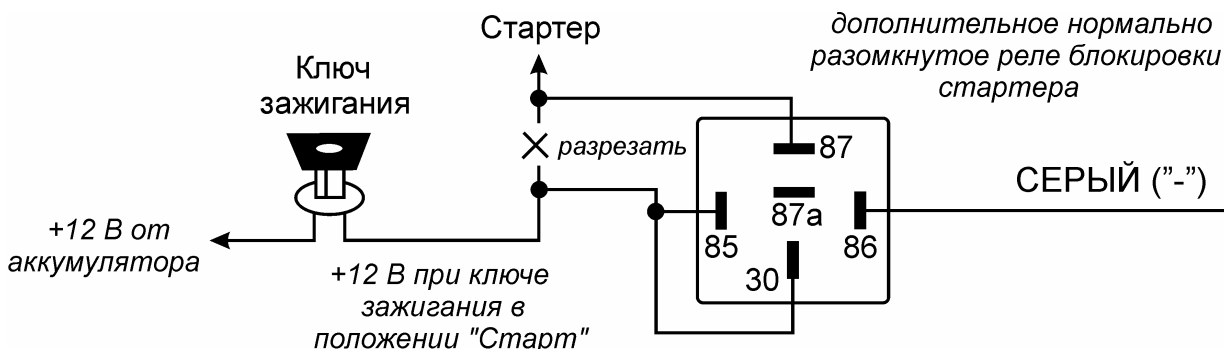 Стартер
дополнительное нормально
разомкнутое реле блокировки
стартера
Ключ
зажигания
разрезать
87
87а
85
86
30
СЕРЫЙ ("-")
+12 В от
аккумулятора
+12 В при ключе
зажигания в
положении "Старт"